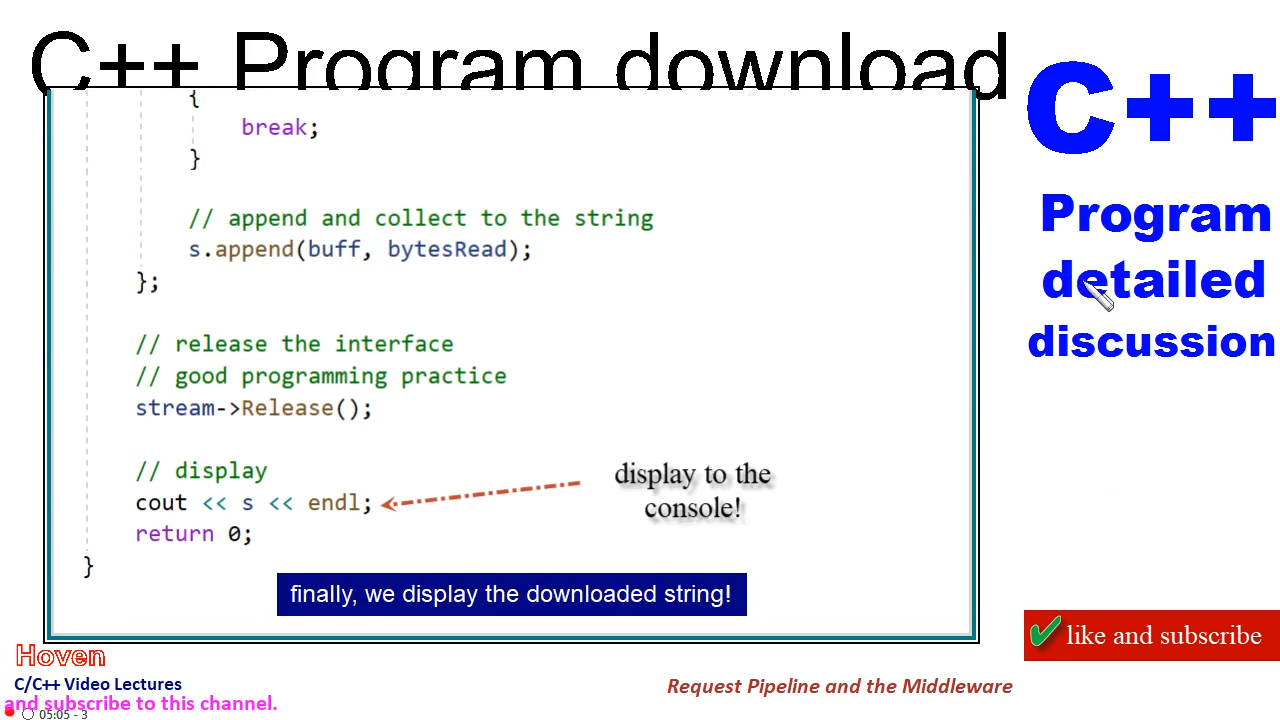 C++ Program download
{
break;
}
// append and collect to the string
s.append(buff, bytesRead);
};
// release the interface
// good programming practice
stream->Release();
// display
cout << s << endl;
return 0;
}
display to the
console!
finally, we display the downloaded string!
C++
Program
detailed
discussion
like and subscribe
Hoven
C/C++ Video Lectures
and subscribe to this channel.
05:05 - 3
Request Pipeline and the Middleware